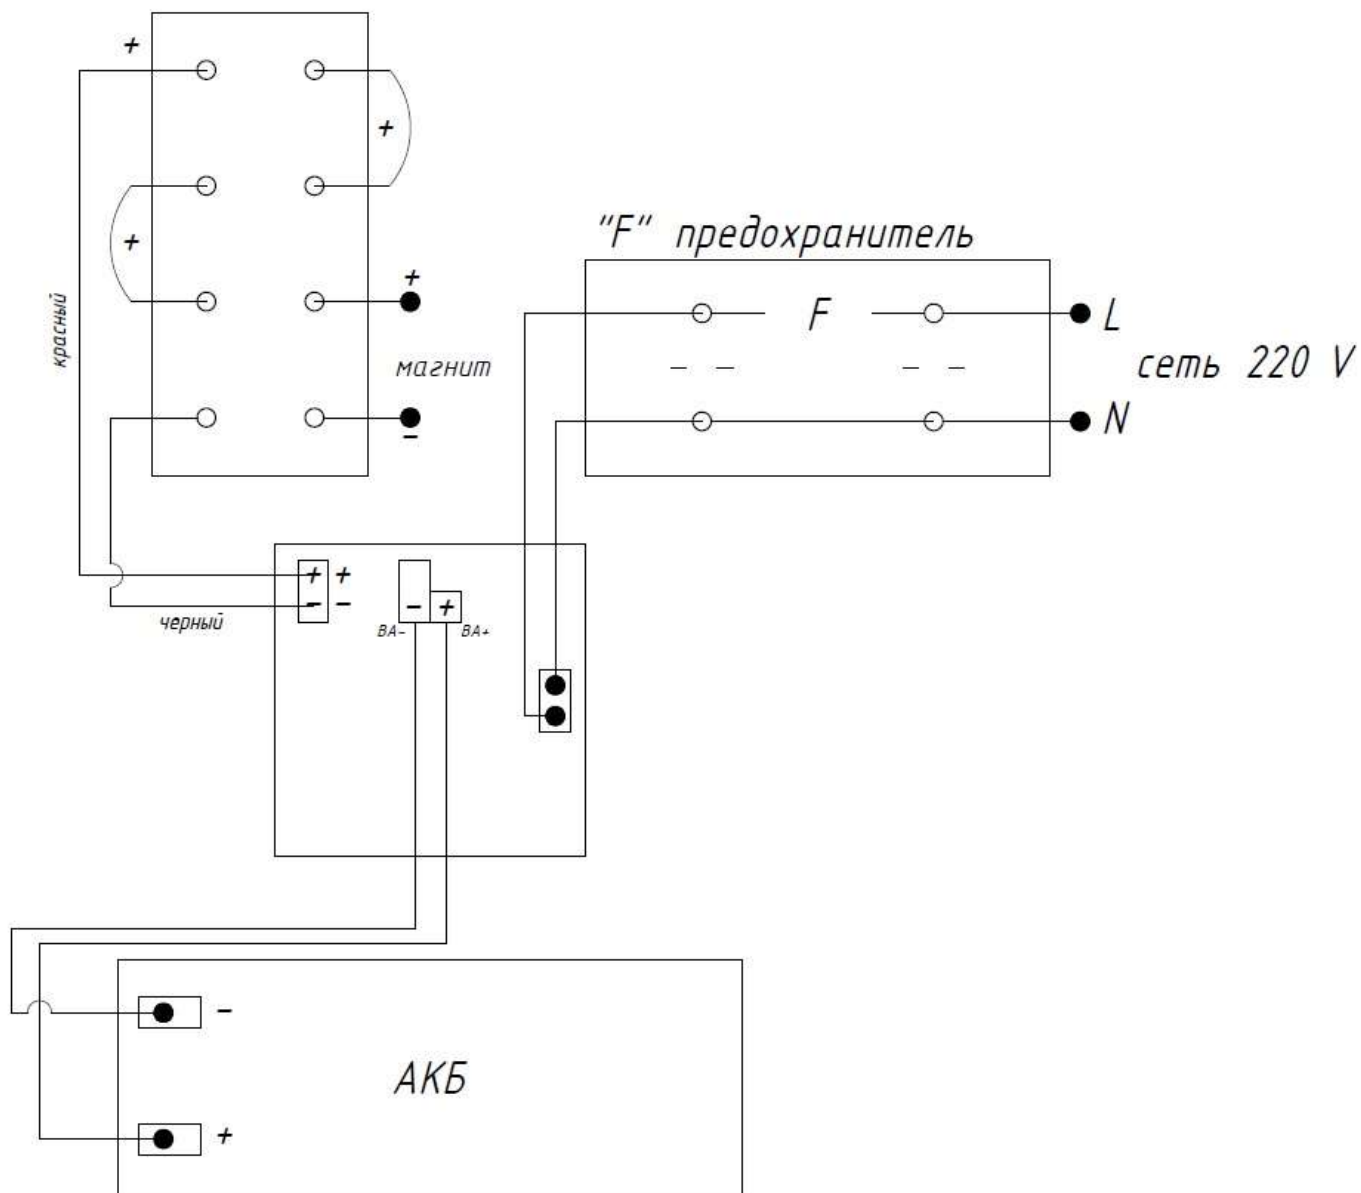 +
+
+
"F" предохранитель
+
F
L
красный
магнит
сеть 220 V
N
-
+ +
- -
- +
черный
BA-
BA+
-
АКБ
+